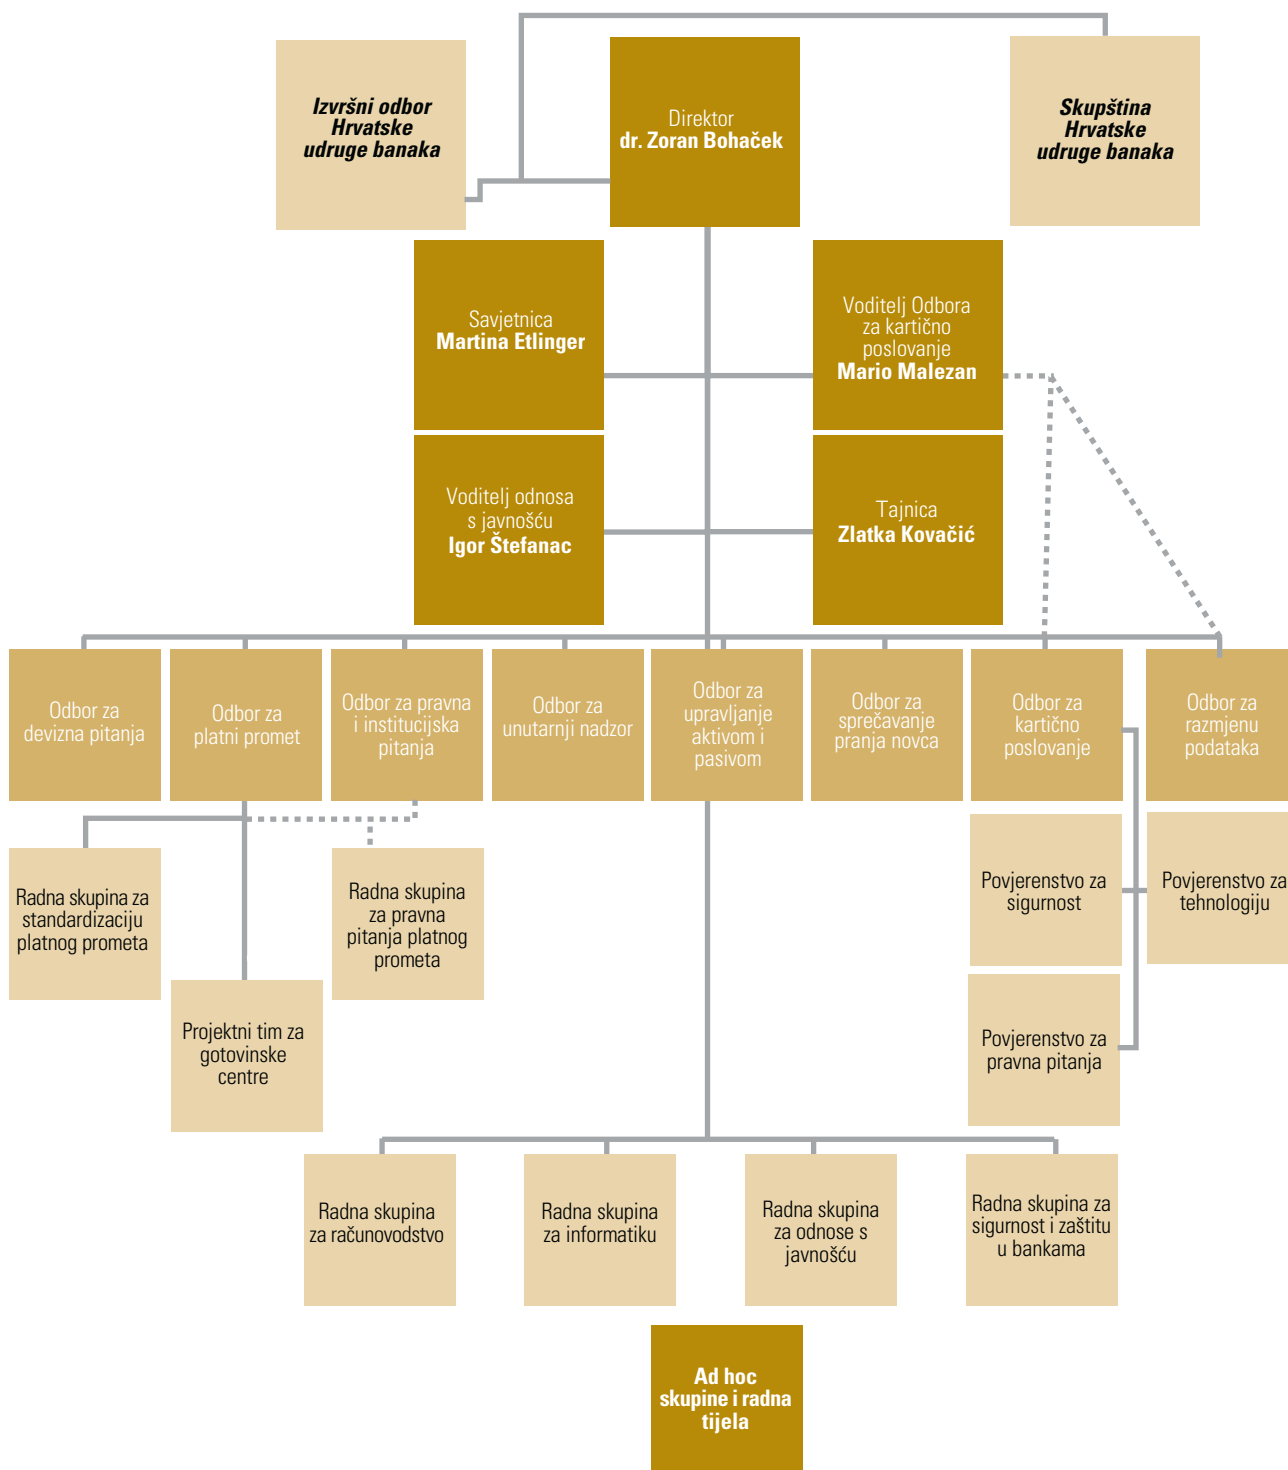 Izvršni odbor
Hrvatske
udruge banaka
Direktor
dr. Zoran Bohaček
Skupština
Hrvatske
udruge banaka
Savjetnica
Martina Etlinger
Voditelj Odbora
za kartično
poslovanje
Mario Malezan
Voditelj odnosa
s javnošću
Igor Štefanac
Tajnica
Zlatka Kovačić
Odbor za
devizna pitanja
Odbor za
platni promet
Odbor za pravna
i institucijska
pitanja
Odbor za
unutarnji nadzor
Odbor za
upravljanje
aktivom i
pasivom
Odbor za
sprečavanje
pranja novca
Odbor za
kartično
poslovanje
Odbor za
razmjenu
podataka
Radna skupina za
standardizaciju
platnog prometa
Radna skupina
za pravna
pitanja platnog
prometa
Povjerenstvo za
sigurnost
Povjerenstvo za
tehnologiju
Projektni tim za
gotovinske
centre
Povjerenstvo za
pravna pitanja
Radna skupina
za računovodstvo
Radna skupina
za informatiku
Radna skupina
za odnose s
javnošću
Radna skupina za
sigurnost i zaštitu
u bankama
Ad hoc
skupine i radna
tijela